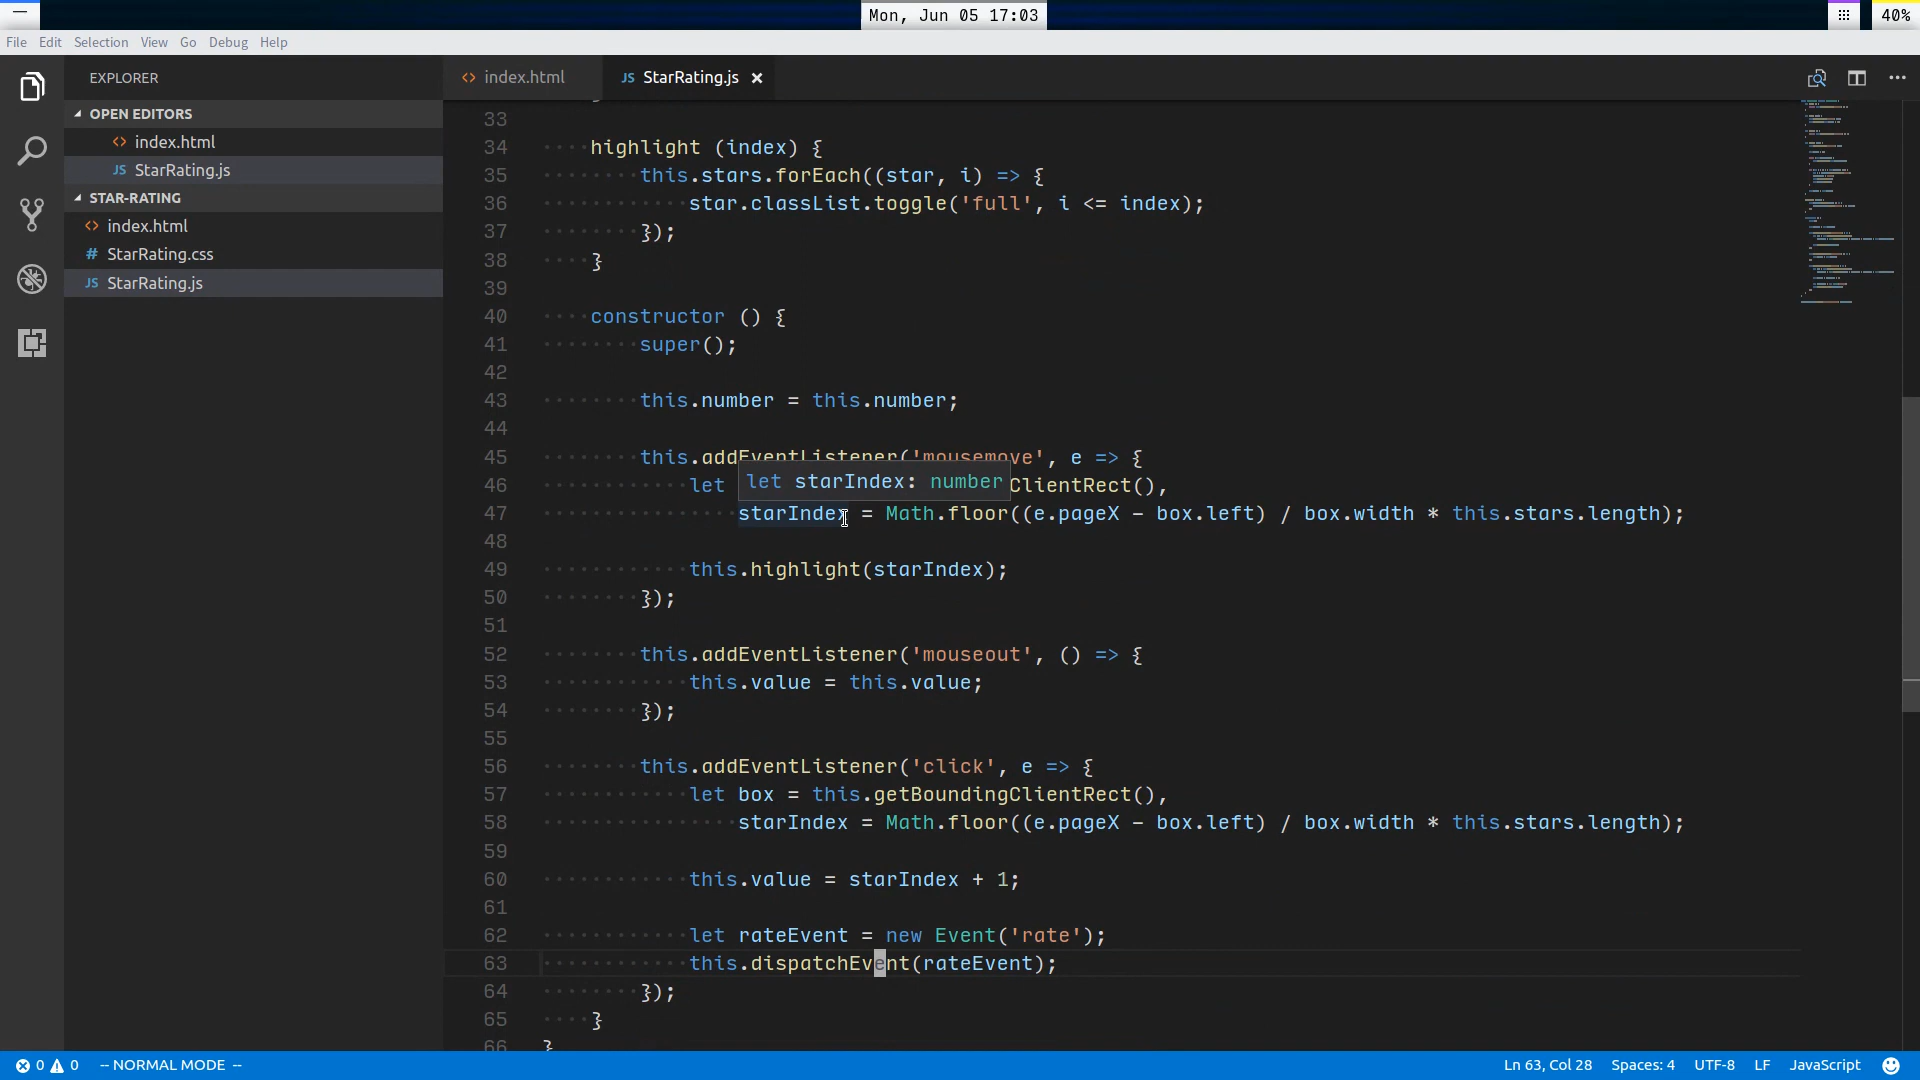 Mon, Jun 05 17:03
40%
File Edit Selection View Go Debug Help
EXPLORER
OPEN EDITORS
index.html
JS StarRating.js
STAR-RATING
index.html
# StarRating.css
JS StarRating.js
index.html
JS StarRating.js
33
34 highlight (index) {
35 this.stars.forEach((star, i) => {
36 star.classList.toggle('full', i <= index);
37 });
38 }
39
40 constructor () {
41 super();
42
43 this.number = this.number;
44
45 this.addEventListener('mousemove', e => {
let starIndex: number
46 let ClientRect(),
47 starIndex = Math.floor((e.pageX - box.left) / box.width * this.stars.length);
48
49 this.highlight(starIndex);
50 });
51
52 this.addEventListener('mouseout', () => {
53 this.value = this.value;
54 });
55
56 this.addEventListener('click', e => {
57 let box = this.getBoundingClientRect(),
58 starIndex = Math.floor((e.pageX - box.left) / box.width * this.stars.length);
59
60 this.value = starIndex + 1;
61
62 let rateEvent = new Event('rate');
63 this.dispatchEvent(rateEvent);
64 });
65 }
66 }
0 0 -- NORMAL MODE --
Ln 63, Col 28 Spaces: 4 UTF-8 LF JavaScript